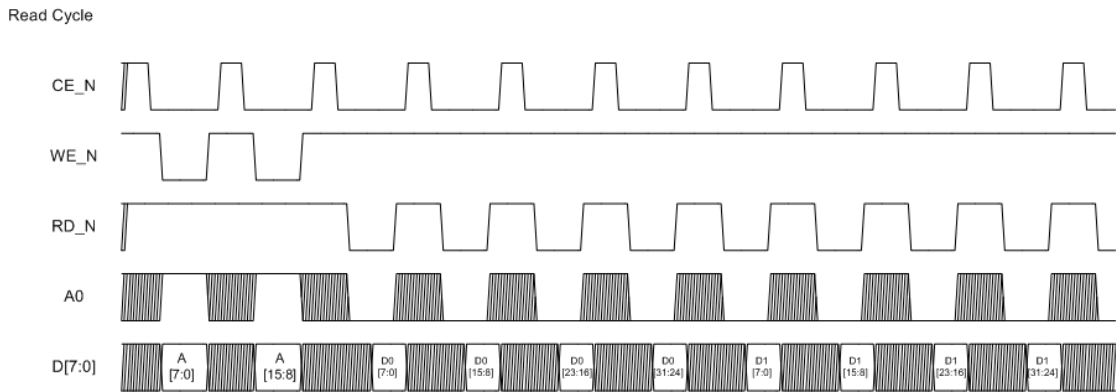 Read Cycle
CE_N
WE_N
RD_N
A0
D[7:0]
A [7:0]
A [15:8]
D0 [7:0]
D0 [15:8]
D0 [23:16]
D0 [31:24]
D1 [7:0]
D1 [15:8]
D1 [23:16]
D1 [31:24]